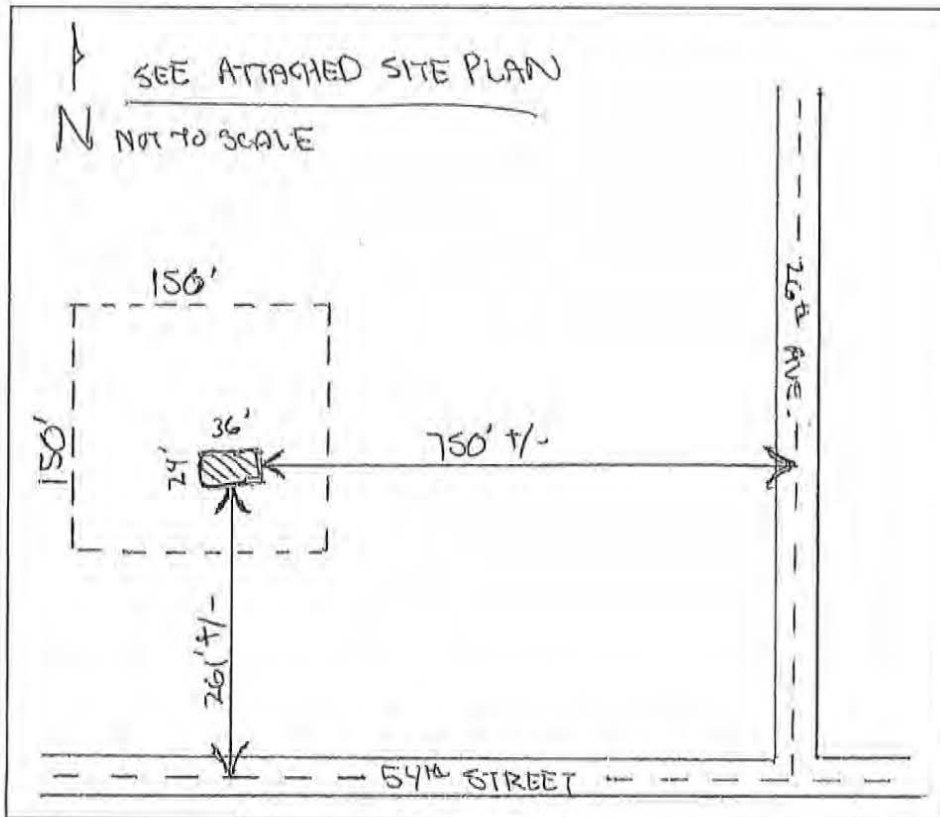 SEE ATTACHED SITE PLAN
N NOT TO SCALE
150'
150'
36'
24'
750' +/-
26th AVE.
261' +/-
54th STREET